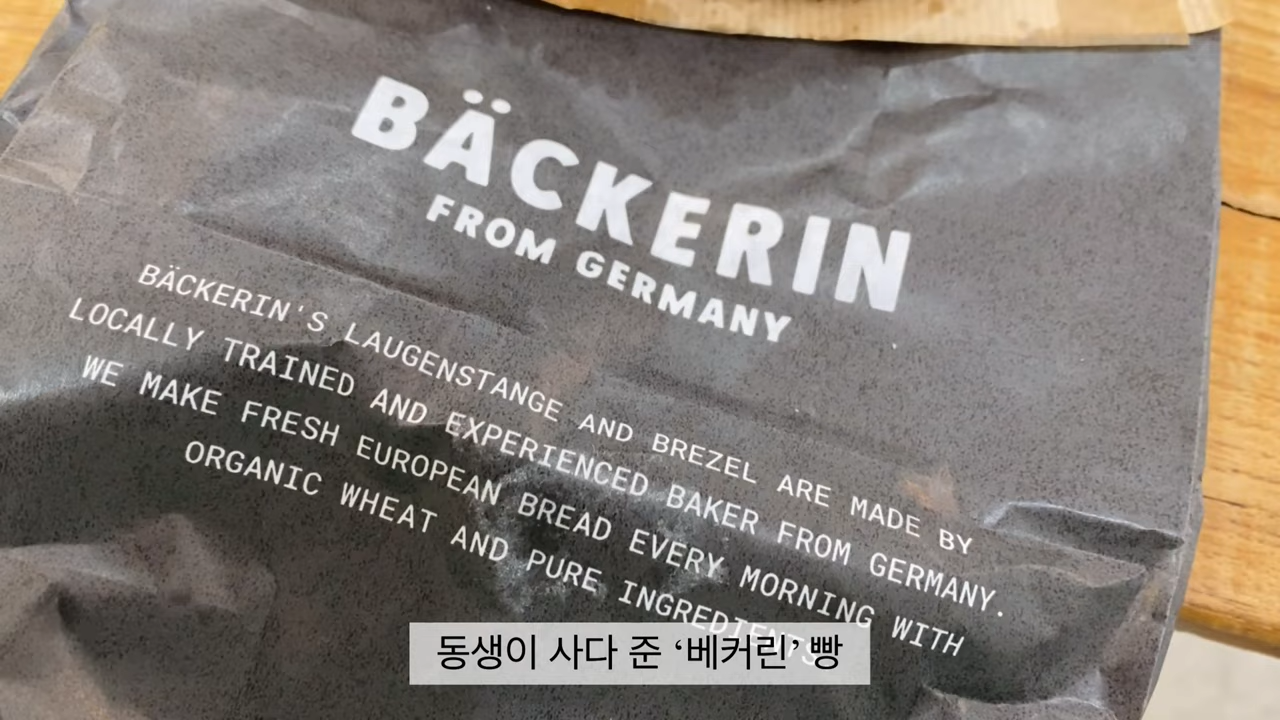 BÄCKERIN
FROM GERMANY
BÄCKERIN'S LAUGENSTANGE AND BREZEL ARE MADE BY
LOCALLY TRAINED AND EXPERIENCED BAKER FROM GERMANY.
WE MAKE FRESH EUROPEAN BREAD EVERY MORNING WITH
ORGANIC WHEAT AND PURE INGREDIENTS
동생이 사다 준 ‘베커린’ 빵